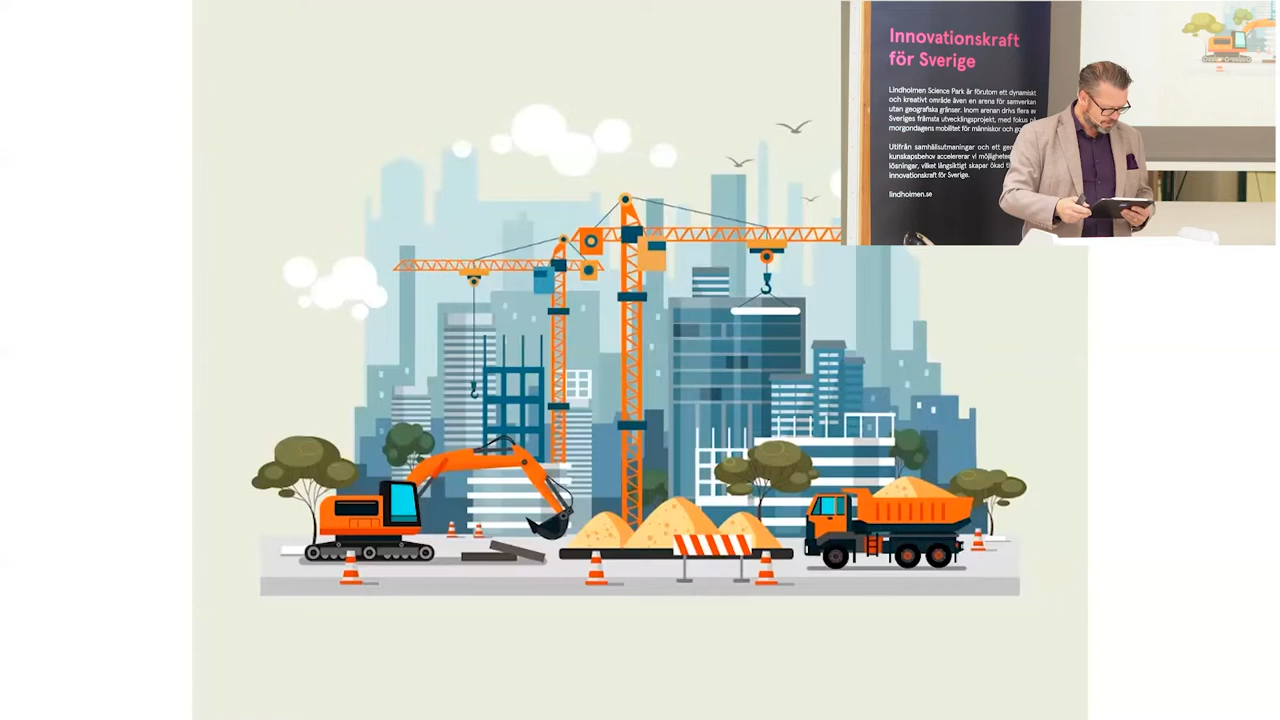 Innovationskraft
för Sverige
Lindholmen Science Park är förutom ett dynamiskt
och kreativt område även en arena för samverkan
utan geografiska gränser. Inom arenan drivs flera av
Sveriges främsta utvecklingsprojekt, med fokus på
morgondagens mobilitet för människor och
Utifrån samhällsutmaningar och ett
kunskapsbehov accelererar vi
lösningar, vilket långsiktigt skapar ökad
innovationskraft för Sverige.
lindholmen.se